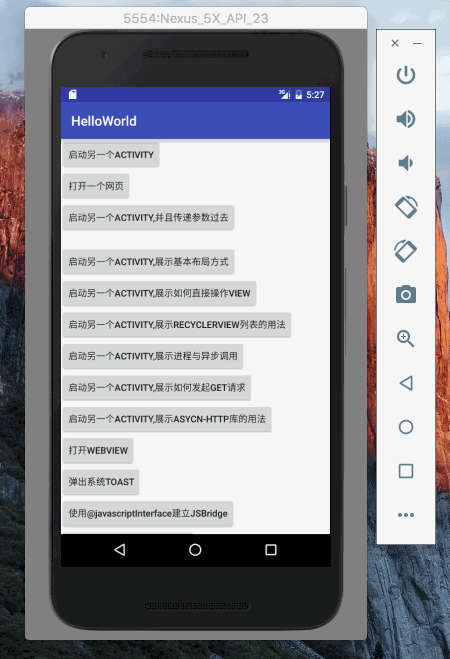 5554:Nexus_5X_API_23
3G 5:27
HelloWorld
启动另一个ACTIVITY
打开一个网页
启动另一个ACTIVITY,并且传递参数过去
启动另一个ACTIVITY,展示基本布局方式
启动另一个ACTIVITY,展示如何直接操作VIEW
启动另一个ACTIVITY,展示RECYCLERVIEW列表的用法
启动另一个ACTIVITY,展示进程与异步调用
启动另一个ACTIVITY,展示如何发起GET请求
启动另一个ACTIVITY,展示ASYCN-HTTP库的用法
打开WEBVIEW
弹出系统TOAST
使用@javascriptInterface建立JSBridge